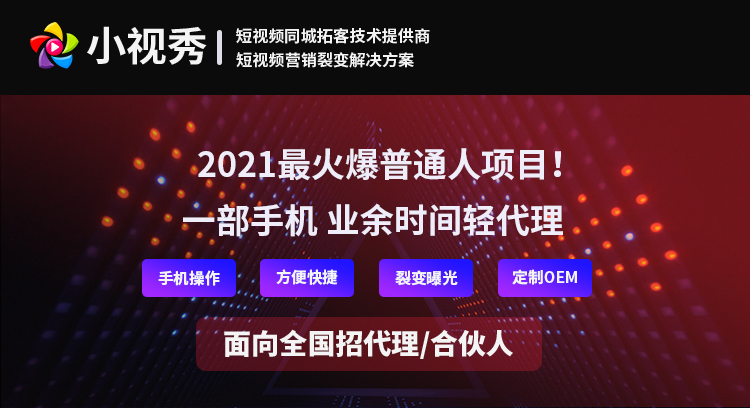 小视秀
短视频同城拓客技术提供商
短视频营销裂变解决方案
2021最火爆普通人项目！
一部手机 业余时间轻代理
手机操作
方便快捷
裂变曝光
定制OEM
面向全国招代理/合伙人